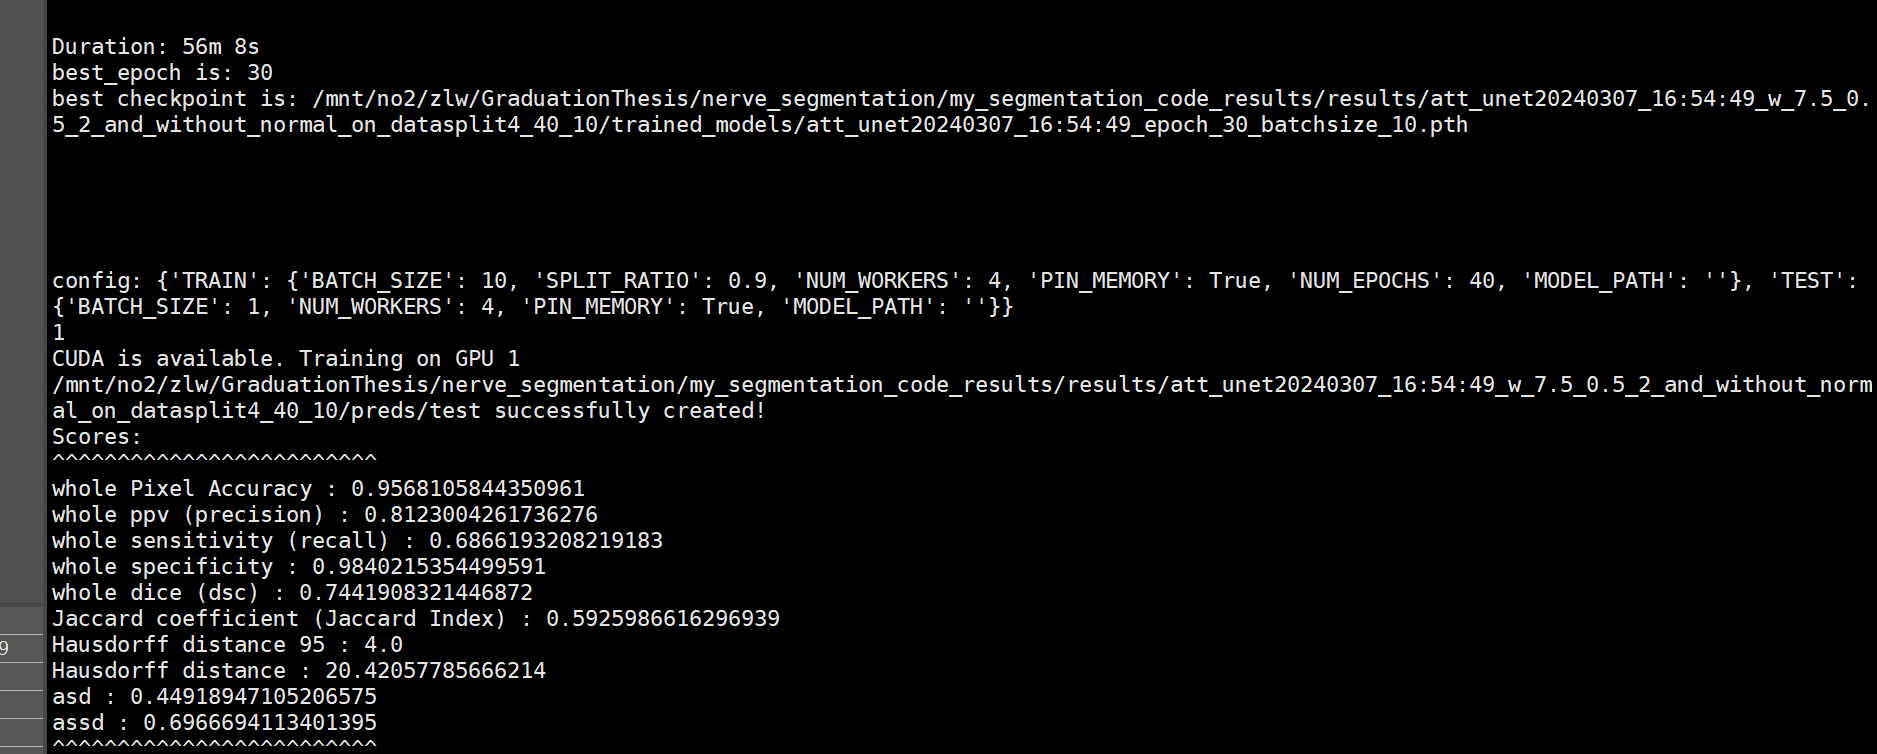 Duration: 56m 8s
best_epoch is: 30
best checkpoint is: /mnt/no2/zlw/GraduationThesis/nerve_segmentation/my_segmentation_code_results/results/att_unet20240307_16:54:49_w_7.5_0.
5_2_and_without_normal_on_datasplit4_40_10/trained_models/att_unet20240307_16:54:49_epoch_30_batchsize_10.pth
config: {'TRAIN': {'BATCH_SIZE': 10, 'SPLIT_RATIO': 0.9, 'NUM_WORKERS': 4, 'PIN_MEMORY': True, 'NUM_EPOCHS': 40, 'MODEL_PATH': ''}, 'TEST':
{'BATCH_SIZE': 1, 'NUM_WORKERS': 4, 'PIN_MEMORY': True, 'MODEL_PATH': ''}}
1
CUDA is available. Training on GPU 1
/mnt/no2/zlw/GraduationThesis/nerve_segmentation/my_segmentation_code_results/results/att_unet20240307_16:54:49_w_7.5_0.5_2_and_without_norm
al_on_datasplit4_40_10/preds/test successfully created!
Scores:
^^^^^^^^^^^^^^^^^^^^^^^^^
whole Pixel Accuracy : 0.9568105844350961
whole ppv (precision) : 0.8123004261736276
whole sensitivity (recall) : 0.6866193208219183
whole specificity : 0.9840215354499591
whole dice (dsc) : 0.7441908321446872
Jaccard coefficient (Jaccard Index) : 0.5925986616296939
9
Hausdorff distance 95 : 4.0
Hausdorff distance : 20.42057785666214
asd : 0.44918947105206575
assd : 0.6966694113401395
^^^^^^^^^^^^^^^^^^^^^^^^^